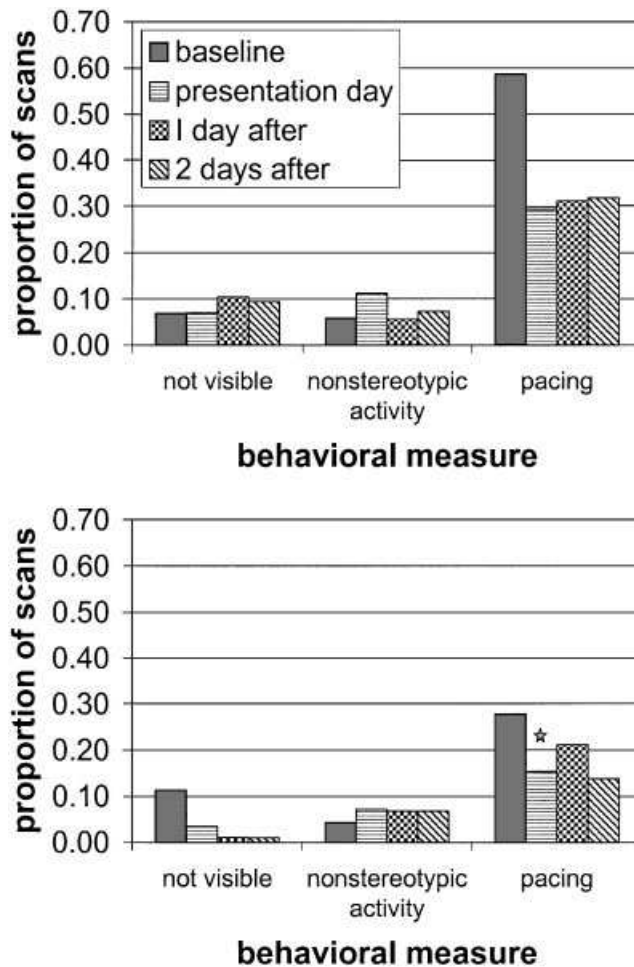 proportion of scans
0.70
0.60
0.50
0.40
0.30
0.20
0.10
0.00
baseline
presentation day
I day after
2 days after
not visible nonstereotypic pacing
activity
behavioral measure
proportion of scans
0.70
0.60
0.50
0.40
0.30
0.20
0.10
0.00
not visible nonstereotypic pacing
activity
behavioral measure